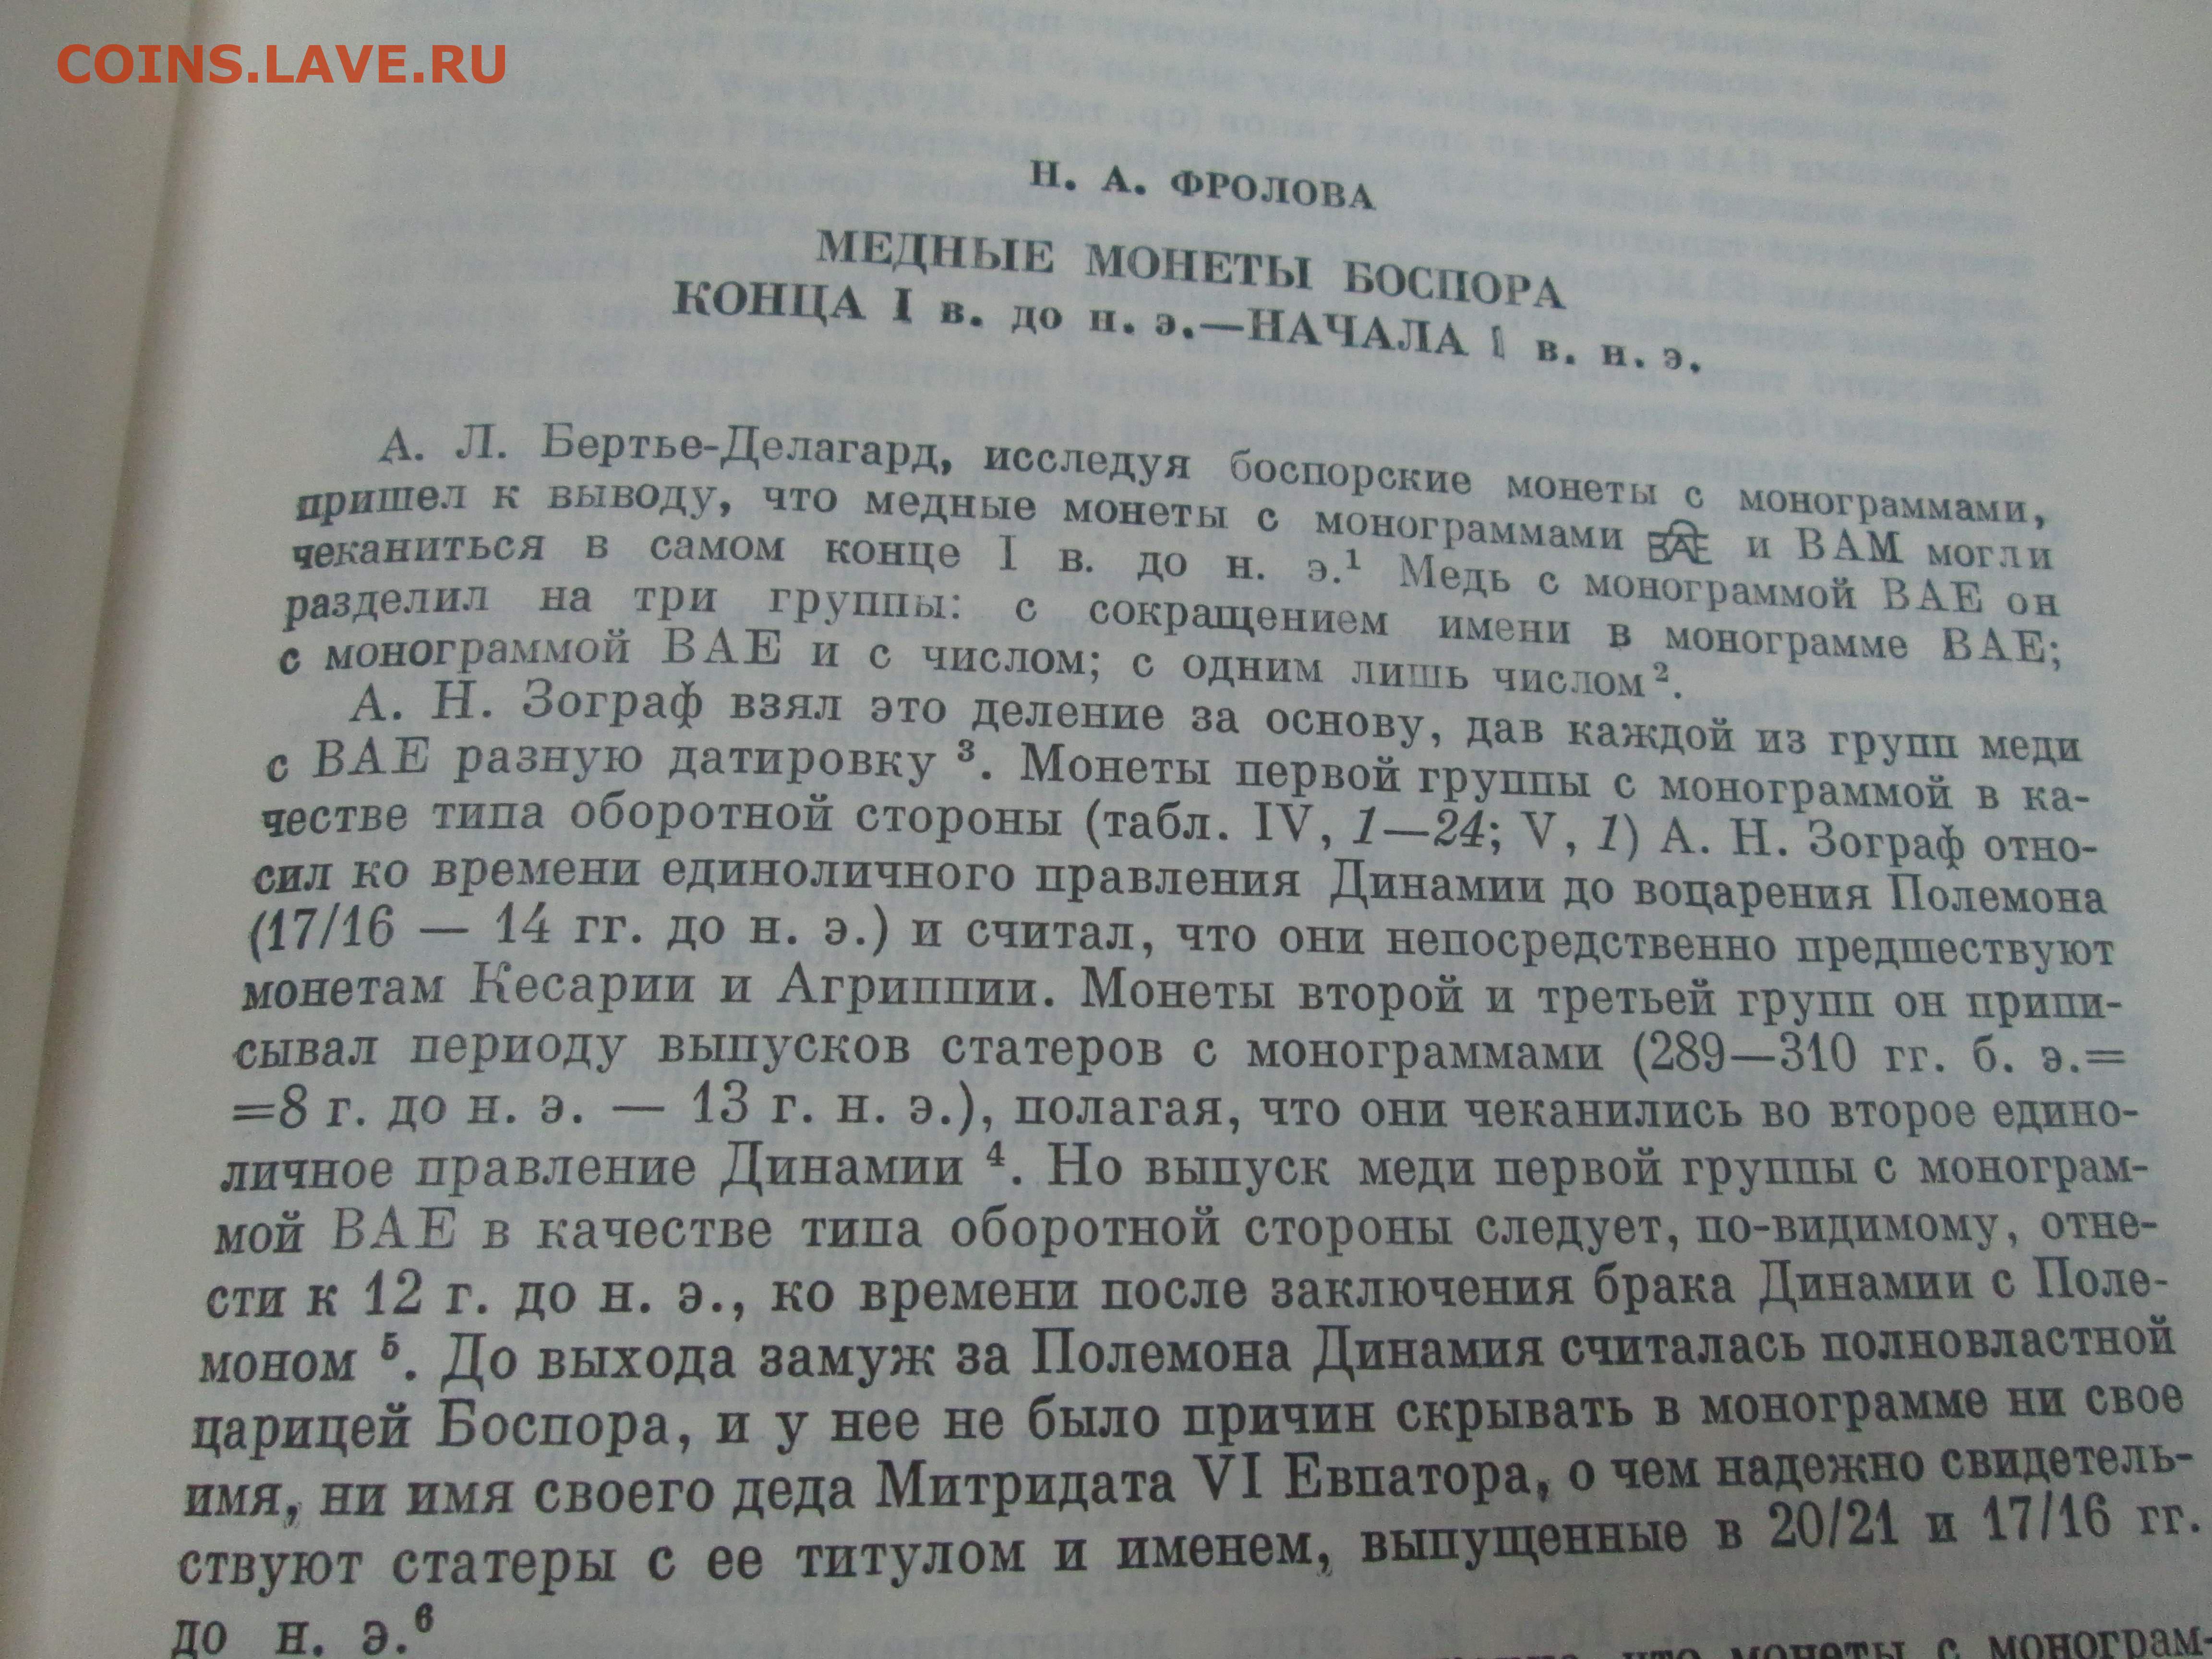 COINS.LAVE.RU
Н. А. ФРОЛОВА
МЕДНЫЕ МОНЕТЫ БОСПОРА
КОНЦА I в. до н. э.—НАЧАЛА I в. н. э.
А. Л. Бертье-Делагард, исследуя боспорские монеты с монограммами,
пришел к выводу, что медные монеты с монограммами ВАЕ и ВАМ могли
чеканиться в самом конце I в. до н. э.¹ Медь с монограммой ВАЕ он
разделил на три группы: с сокращением имени в монограмме ВАЕ;
с монограммой ВАЕ и с числом; с одним лишь числом².
А. Н. Зограф взял это деление за основу, дав каждой из групп меди
с ВАЕ разную датировку ³. Монеты первой группы с монограммой в ка-
честве типа оборотной стороны (табл. IV, 1—24; V, 1) А. Н. Зограф отно-
сил ко времени единоличного правления Динамии до воцарения Полемона
(17/16 — 14 гг. до н. э.) и считал, что они непосредственно предшествуют
монетам Кесарии и Агриппии. Монеты второй и третьей групп он припи-
сывал периоду выпусков статеров с монограммами (289—310 гг. б. э.=
=8 г. до н. э. — 13 г. н. э.), полагая, что они чеканились во второе едино-
личное правление Динамии ⁴. Но выпуск меди первой группы с монограм-
мой ВАЕ в качестве типа оборотной стороны следует, по-видимому, отне-
сти к 12 г. до н. э., ко времени после заключения брака Динамии с Поле-
моном ⁵. До выхода замуж за Полемона Динамия считалась полновластной
царицей Боспора, и у нее не было причин скрывать в монограмме ни свое
имя, ни имя своего деда Митридата VI Евпатора, о чем надежно свидетель-
ствуют статеры с ее титулом и именем, выпущенные в 20/21 и 17/16 гг.
до н. э.⁶
что монеты с монограм-